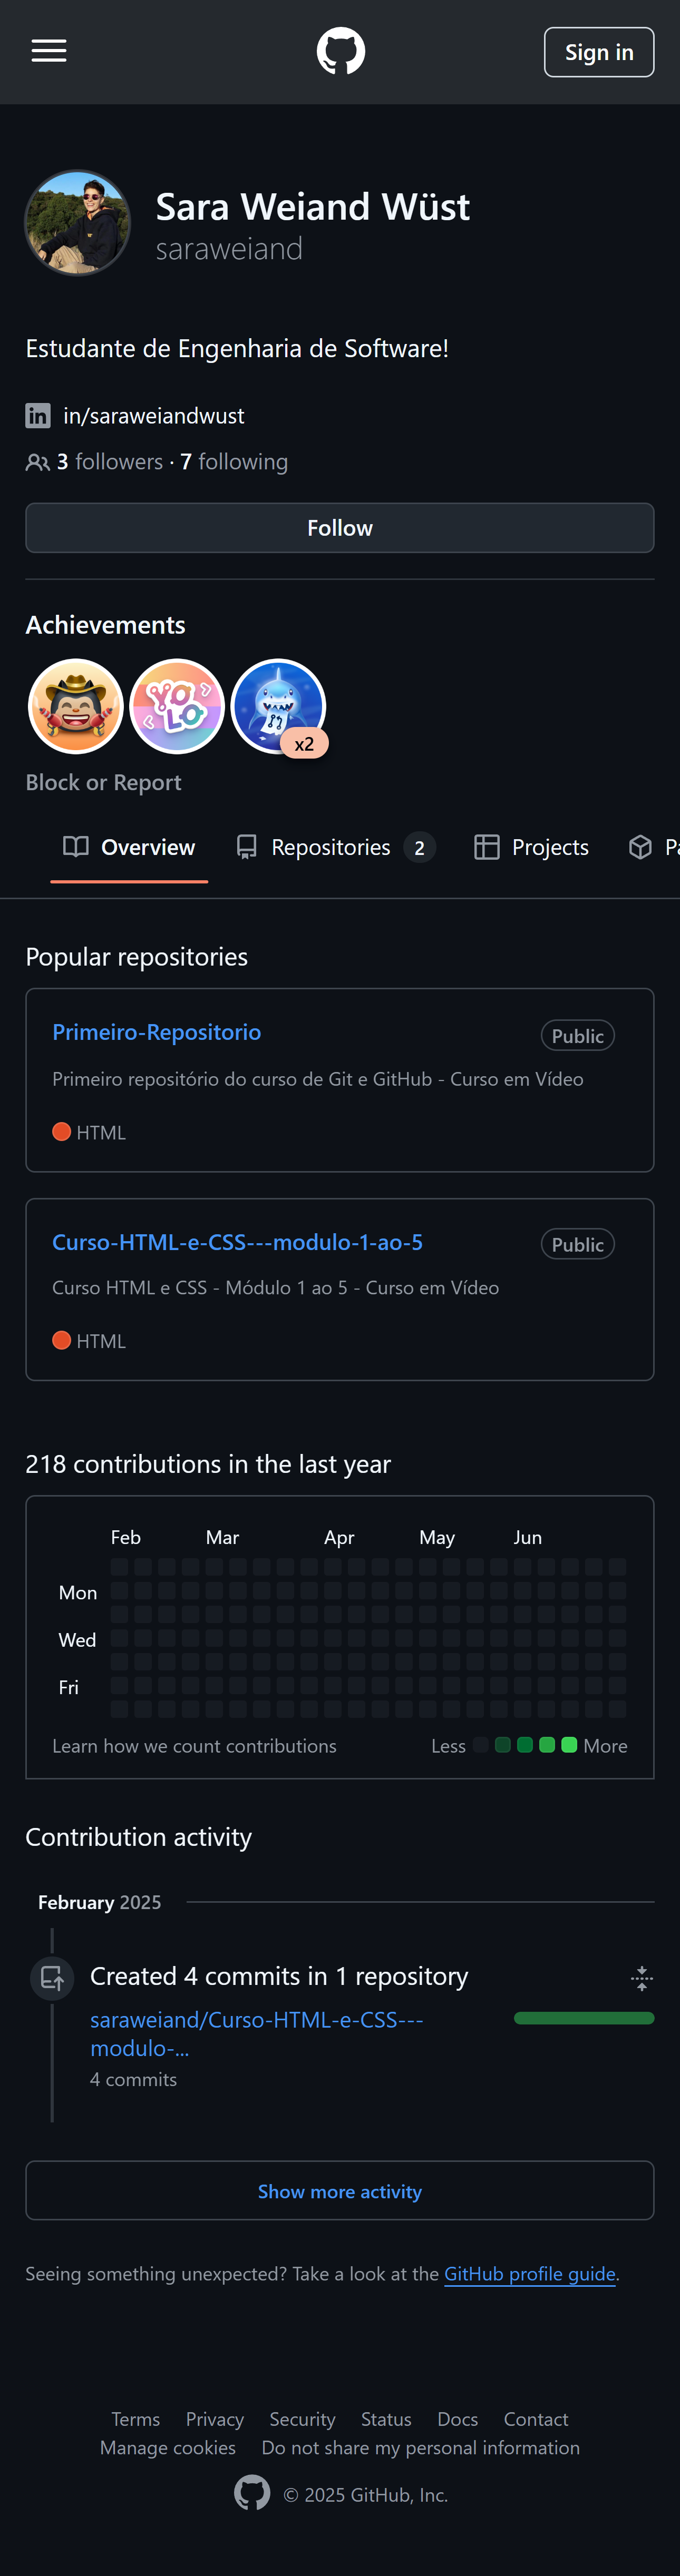 Sign in
Sara Weiand Wüst
saraweiand
Estudante de Engenharia de Software!
in/saraweiandwust
3 followers · 7 following
Follow
Achievements
YOLO
x2
Block or Report
Overview Repositories 2 Projects Pa
Popular repositories
Primeiro-Repositorio Public
Primeiro repositório do curso de Git e GitHub - Curso em Vídeo
HTML
Curso-HTML-e-CSS---modulo-1-ao-5 Public
Curso HTML e CSS - Módulo 1 ao 5 - Curso em Vídeo
HTML
218 contributions in the last year
Feb Mar Apr May Jun
Mon
Wed
Fri
Learn how we count contributions Less More
Contribution activity
February 2025
Created 4 commits in 1 repository
saraweiand/Curso-HTML-e-CSS---
modulo-...
4 commits
Show more activity
Seeing something unexpected? Take a look at the GitHub profile guide.
Terms Privacy Security Status Docs Contact
Manage cookies Do not share my personal information
© 2025 GitHub, Inc.